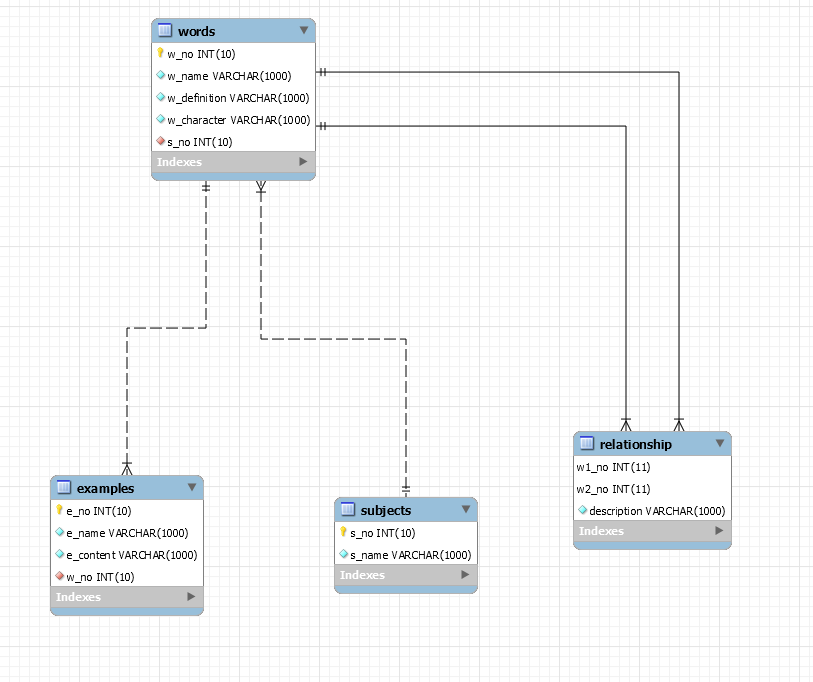 words
w_no INT(10)
w_name VARCHAR(1000)
w_definition VARCHAR(1000)
w_character VARCHAR(1000)
s_no INT(10)
Indexes
examples
e_no INT(10)
e_name VARCHAR(1000)
e_content VARCHAR(1000)
w_no INT(10)
Indexes
subjects
s_no INT(10)
s_name VARCHAR(1000)
Indexes
relationship
w1_no INT(11)
w2_no INT(11)
description VARCHAR(1000)
Indexes